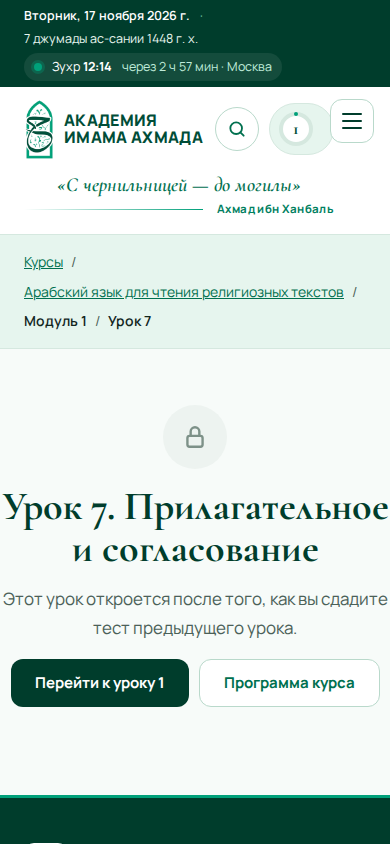 Вторник, 17 ноября 2026 г. ·
7 джумады ас-сании 1448 г. х.
Зухр 12:14 через 2 ч 57 мин · Москва
АКАДЕМИЯ
ИМАМА АХМАДА
1
«С чернильницей — до могилы»
Ахмад ибн Ханбаль
Курсы /
Арабский язык для чтения религиозных текстов /
Модуль 1 / Урок 7
Урок 7. Прилагательное
и согласование
Этот урок откроется после того, как вы сдадите
тест предыдущего урока.
Перейти к уроку 1
Программа курса